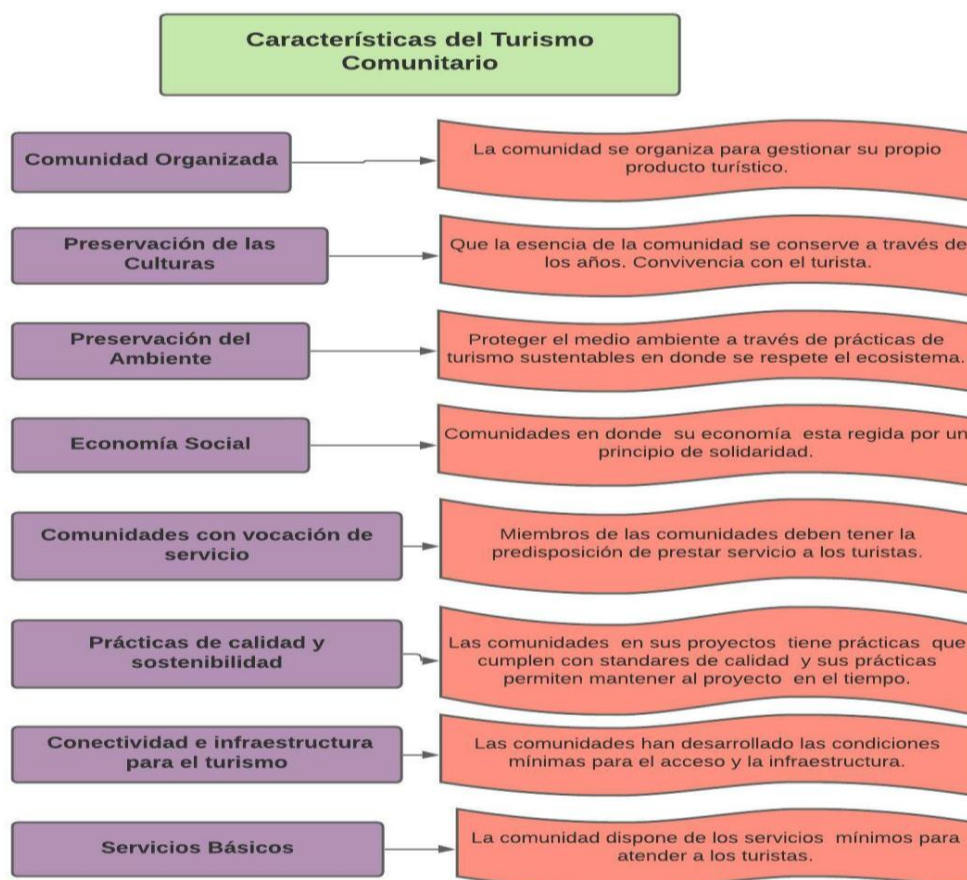 Características del Turismo
Comunitario
Comunidad Organizada
La comunidad se organiza para gestionar su propio
producto turístico.
Preservación de las
Culturas
Que la esencia de la comunidad se conserve a través de
los años. Convivencia con el turista.
Preservación del
Ambiente
Proteger el medio ambiente a través de prácticas de
turismo sustentables en donde se respete el ecosistema.
Economía Social
Comunidades en donde su economía esta regida por un
principio de solidaridad.
Comunidades con vocación de
servicio
Miembros de las comunidades deben tener la
predisposición de prestar servicio a los turistas.
Prácticas de calidad y
sostenibilidad
Las comunidades en sus proyectos tiene prácticas que
cumplen con standares de calidad y sus prácticas
permiten mantener al proyecto en el tiempo.
Conectividad e infraestructura
para el turismo
Las comunidades han desarrollado las condiciones
mínimas para el acceso y la infraestructura.
Servicios Básicos
La comunidad dispone de los servicios mínimos para
atender a los turistas.